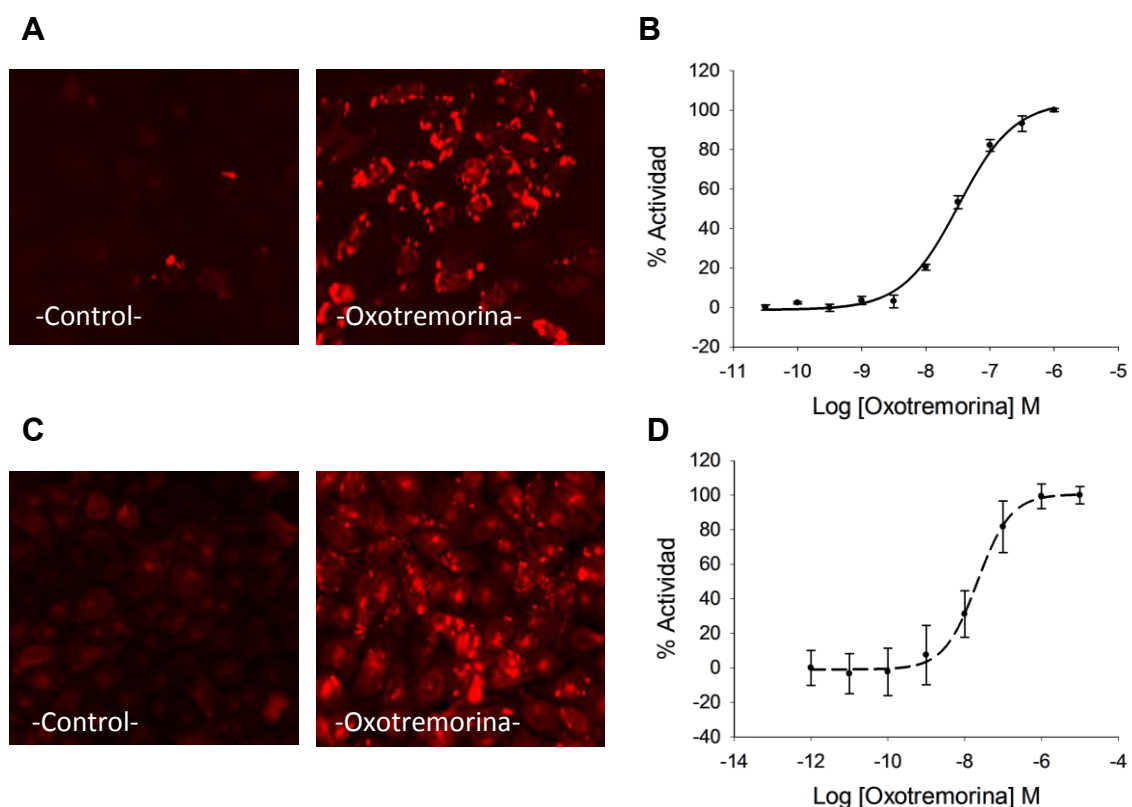 A
-Control-
-Oxotremorina-
B
120
100
80
60
40
20
0
-20
% Actividad
-11 -10 -9 -8 -7 -6 -5
Log [Oxotremorina] M
C
-Control-
-Oxotremorina-
D
120
100
80
60
40
20
0
-20
-40
% Actividad
-14 -12 -10 -8 -6 -4
Log [Oxotremorina] M